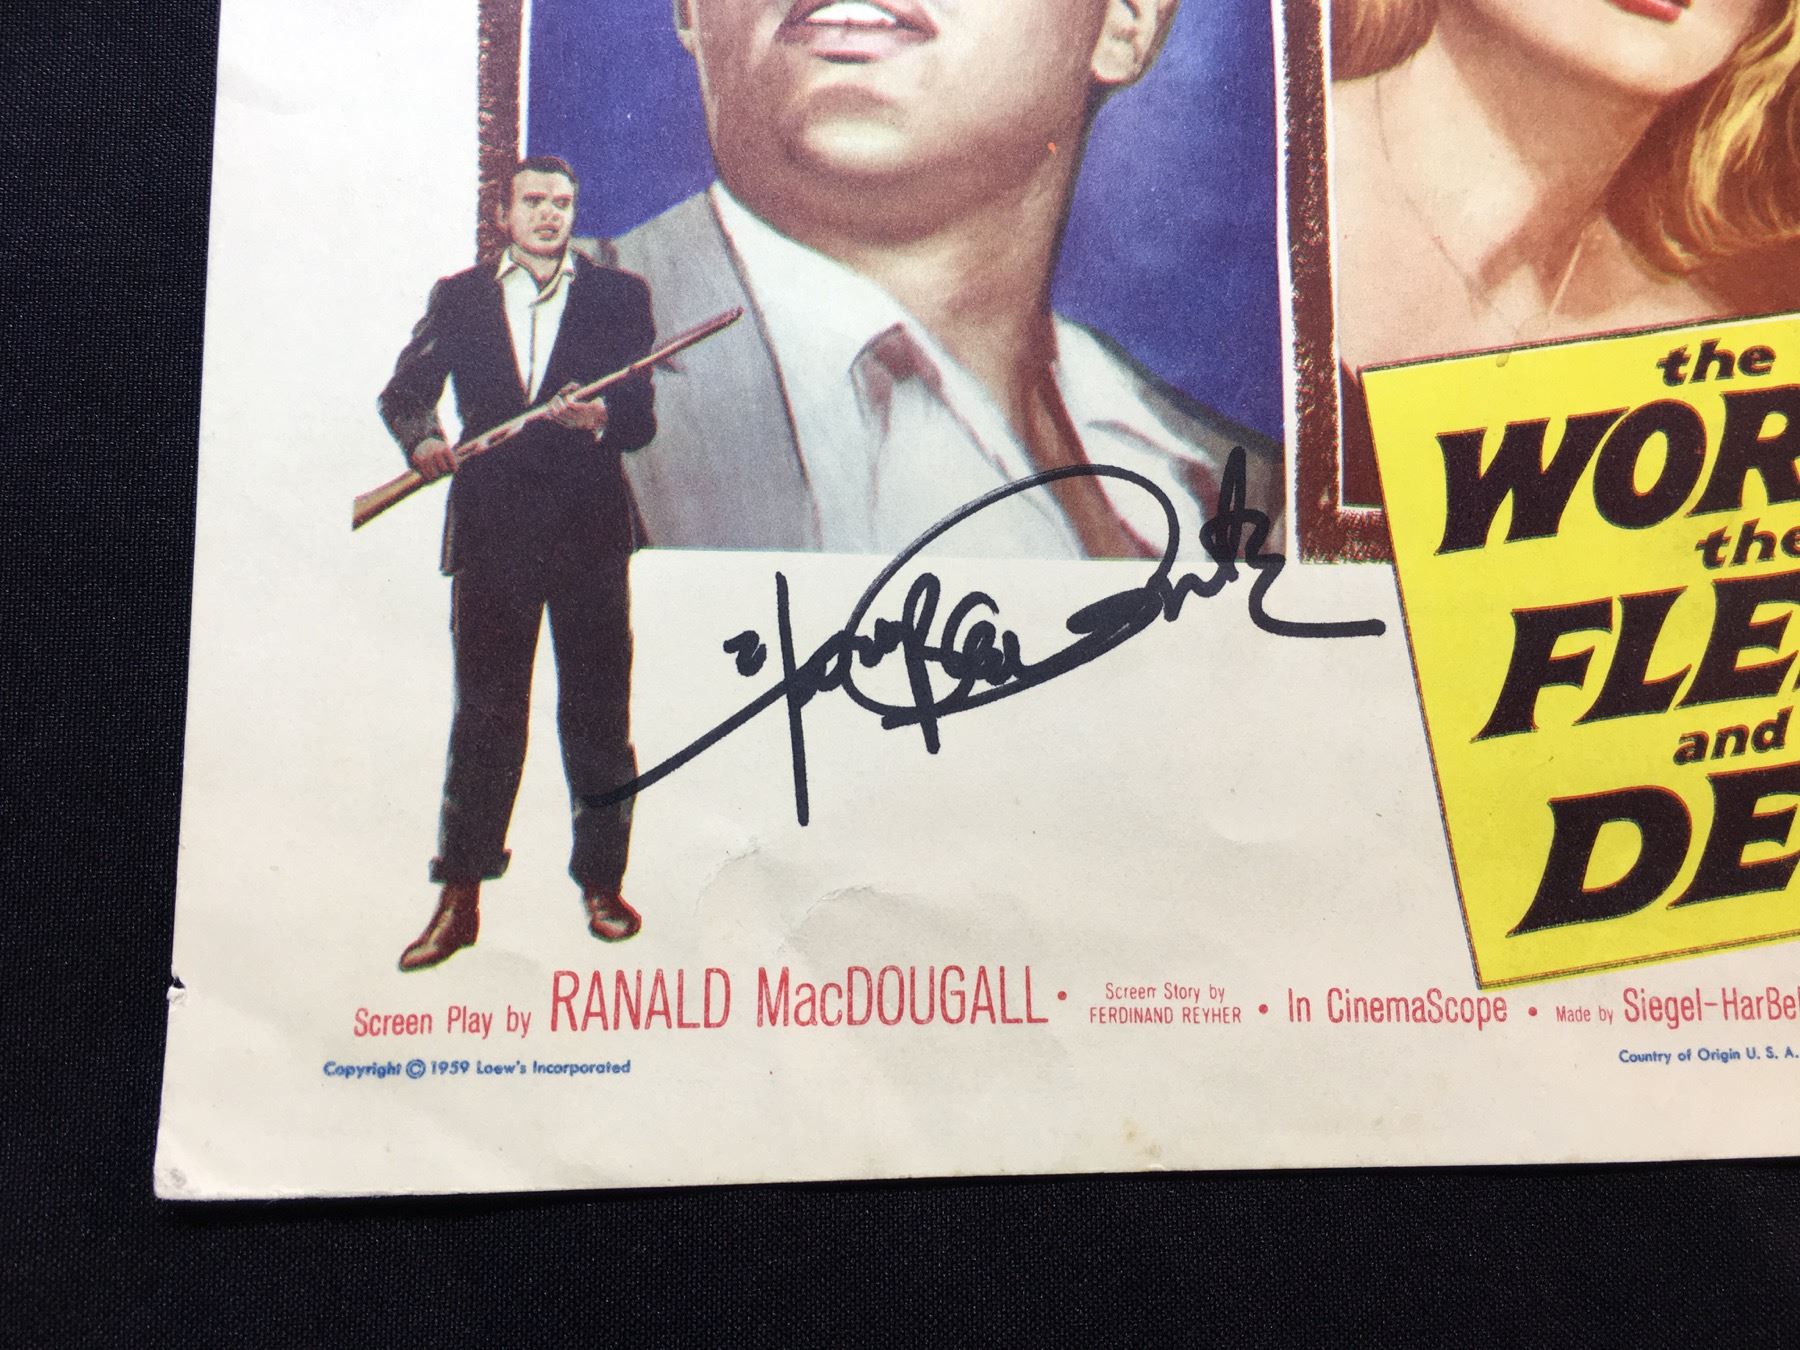 the
WOR
the
FLE
and
DE
Screen Play by RANALD MacDOUGALL • Screen Story by FERDINAND REYHER • In CinemaScope • Made by Siegel-HarBel
Copyright © 1959 Loew's Incorporated
Country of Origin U. S. A.